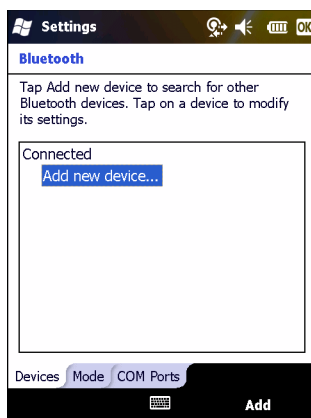 Settings
OK
Bluetooth
Tap Add new device to search for other
Bluetooth devices. Tap on a device to modify
its settings.
Connected
Add new device...
Devices Mode COM Ports
Add